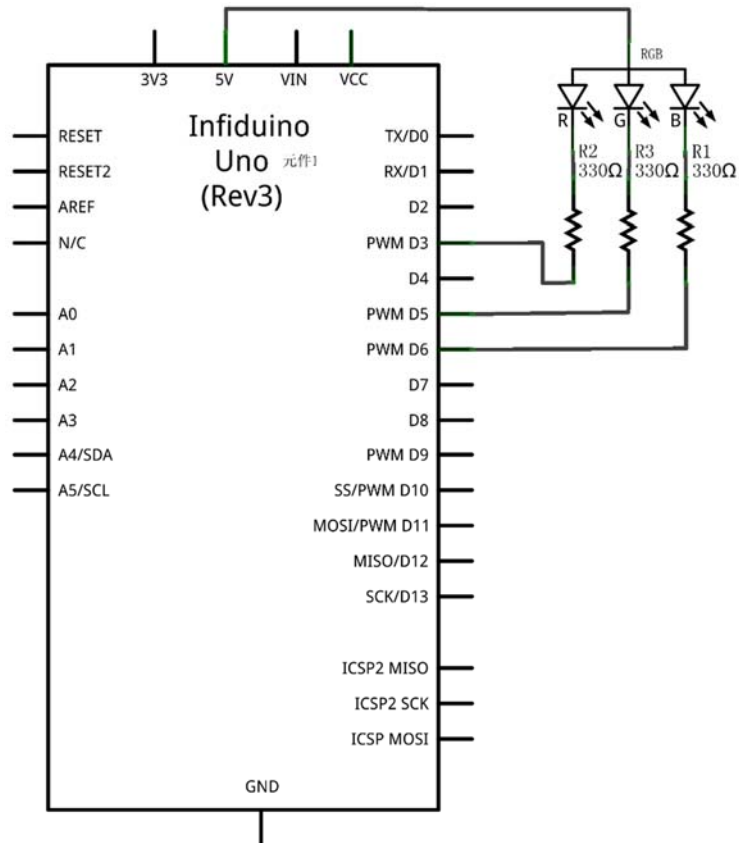 RGB
3V3 5V VIN VCC
R G B
Infiduino
Uno 元件1
(Rev3)
RESET
RESET2
AREF
N/C
A0
A1
A2
A3
A4/SDA
A5/SCL
TX/D0
RX/D1
D2
PWM D3
D4
PWM D5
PWM D6
D7
D8
PWM D9
SS/PWM D10
MOSI/PWM D11
MISO/D12
SCK/D13
ICSP2 MISO
ICSP2 SCK
ICSP MOSI
R2 R3 R1
330Ω 330Ω 330Ω
GND